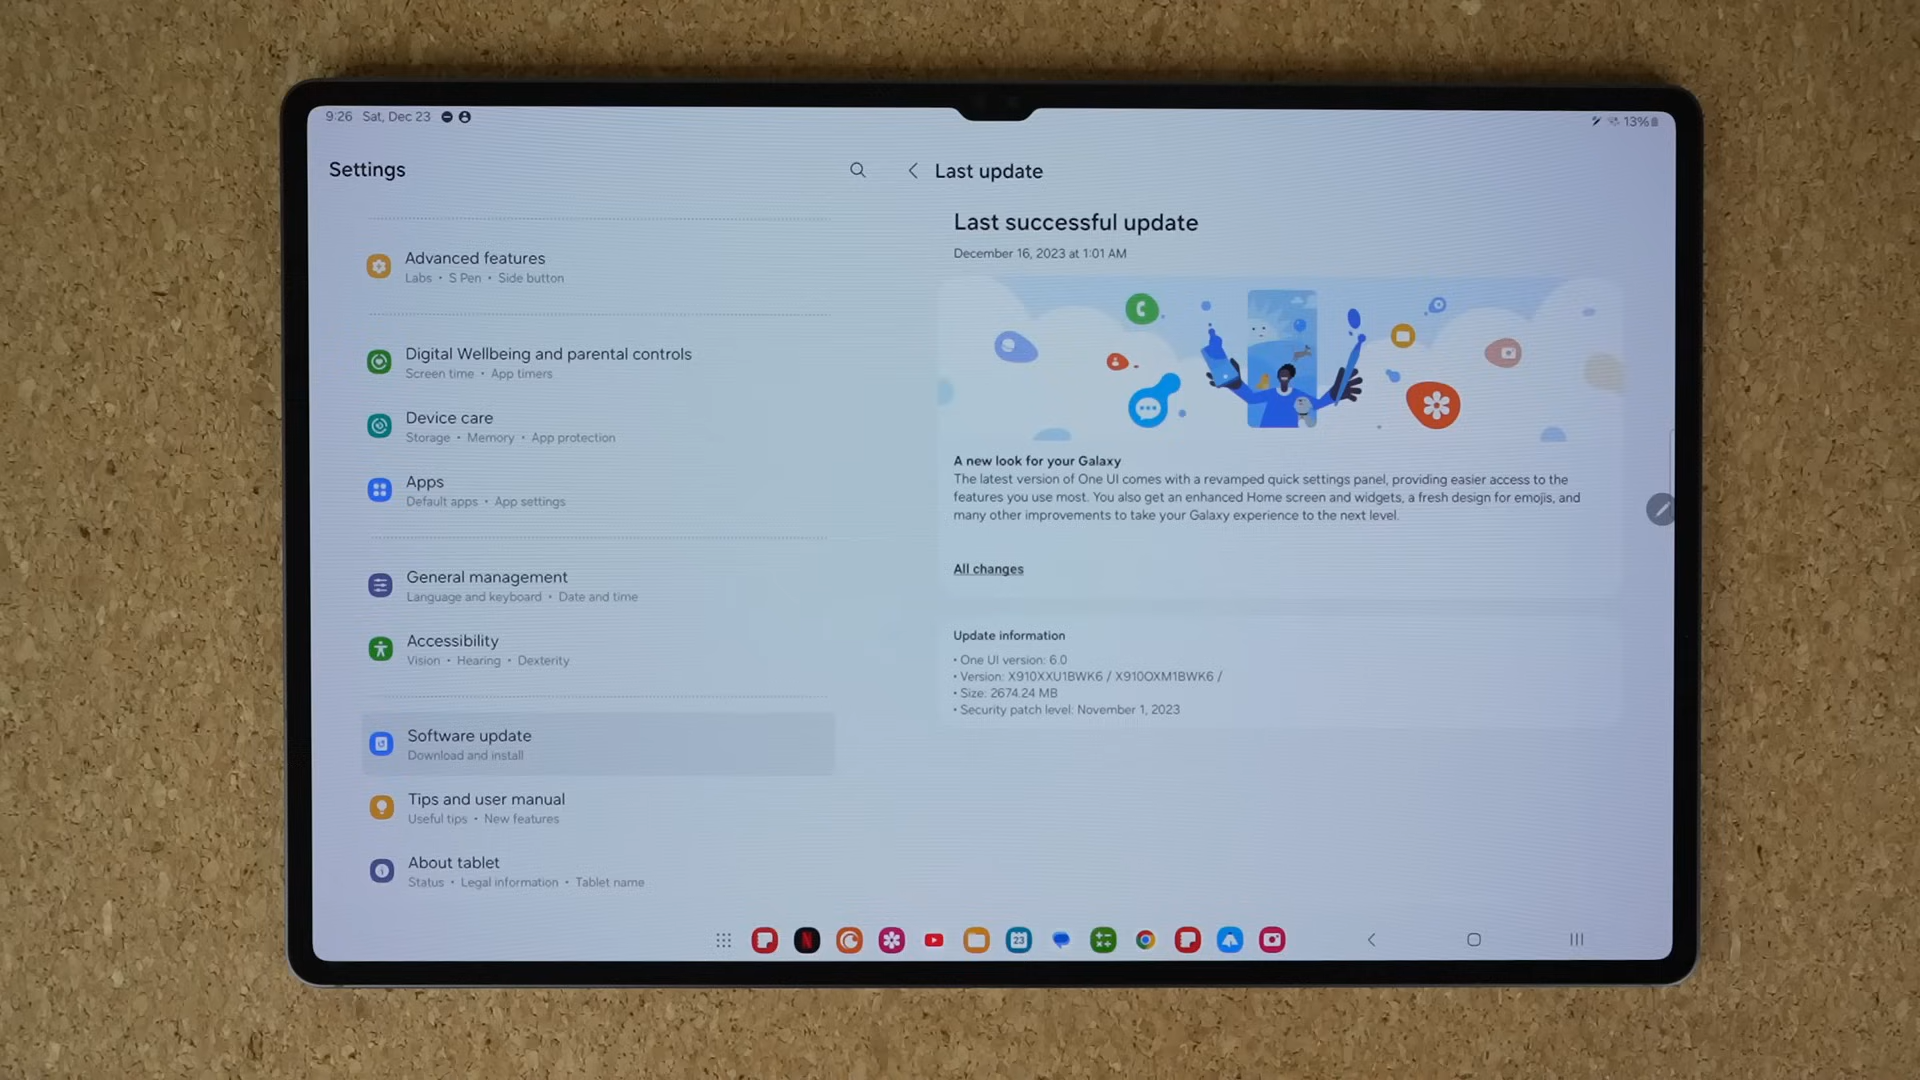 9:26 Sat, Dec 23
13%
Settings
Advanced features
Labs • S Pen • Side button
Digital Wellbeing and parental controls
Screen time • App timers
Device care
Storage • Memory • App protection
Apps
Default apps • App settings
General management
Language and keyboard • Date and time
Accessibility
Vision • Hearing • Dexterity
Software update
Download and install
Tips and user manual
Useful tips • New features
About tablet
Status • Legal information • Tablet name
Last update
Last successful update
December 16, 2023 at 1:01 AM
A new look for your Galaxy
The latest version of One UI comes with a revamped quick settings panel, providing easier access to the
features you use most. You also get an enhanced Home screen and widgets, a fresh design for emojis, and
many other improvements to take your Galaxy experience to the next level.
All changes
Update information
• One UI version: 6.0
• Version: X910XXU1BWK6 / X910OXM1BWK6 /
• Size: 2674.24 MB
• Security patch level: November 1, 2023
N
23